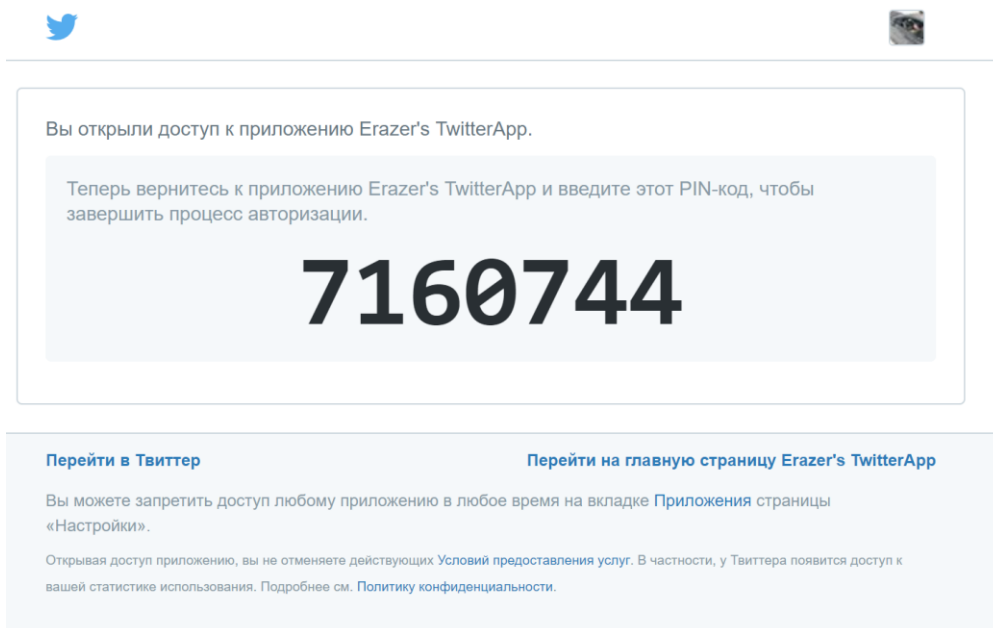 Вы открыли доступ к приложению Erazer's TwitterApp.
Теперь вернитесь к приложению Erazer's TwitterApp и введите этот PIN-код, чтобы
завершить процесс авторизации.
7160744
Перейти в Твиттер
Перейти на главную страницу Erazer's TwitterApp
Вы можете запретить доступ любому приложению в любое время на вкладке Приложения страницы
«Настройки».
Открывая доступ приложению, вы не отменяете действующих Условий предоставления услуг. В частности, у Твиттера появится доступ к
вашей статистике использования. Подробнее см. Политику конфиденциальности.